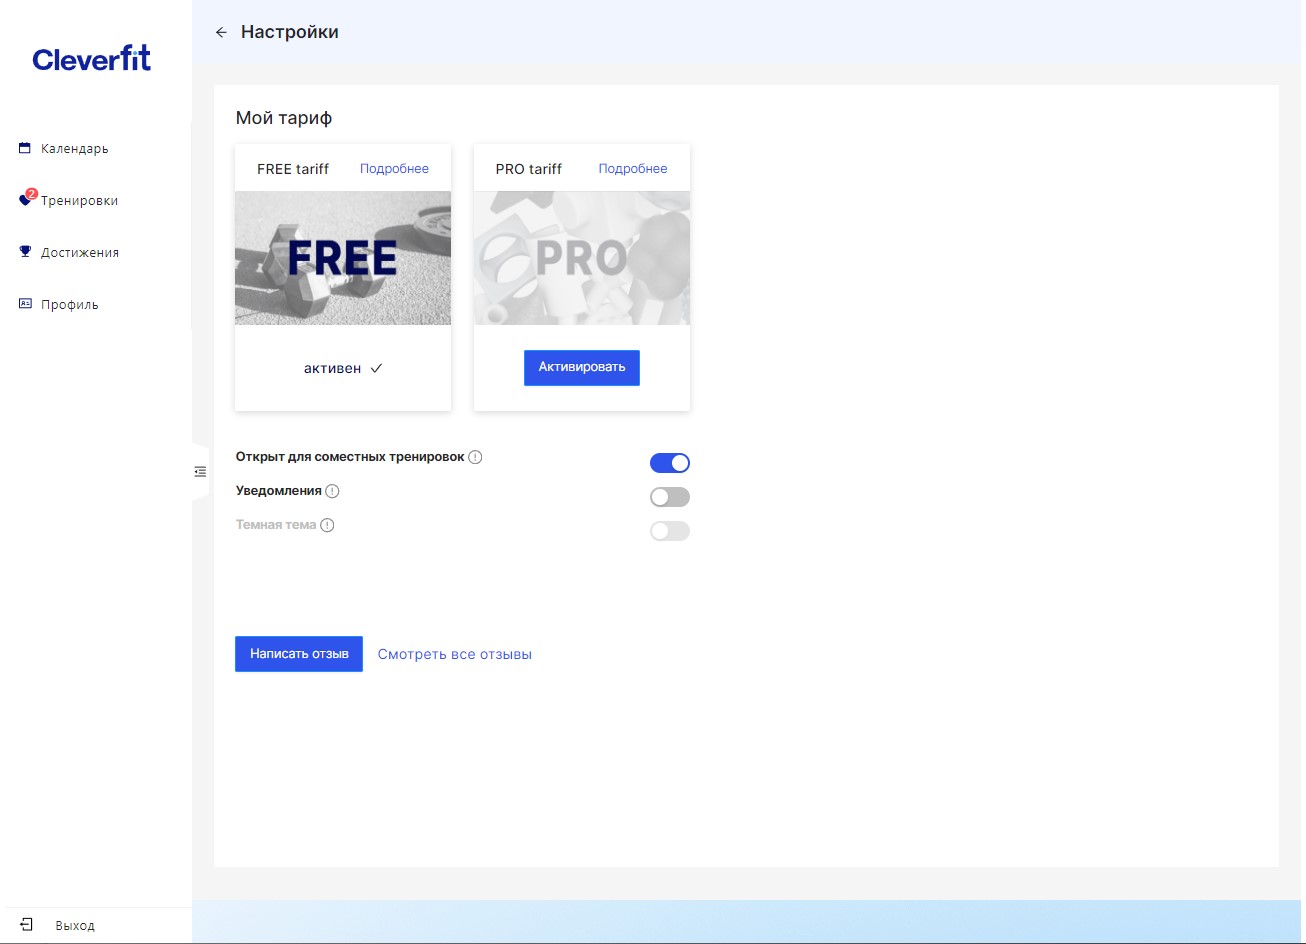 Cleverfit
Календарь
2
Тренировки
Достижения
Профиль
Выход
Настройки
Мой тариф
FREE tariff Подробнее
FREE
активен
PRO tariff Подробнее
PRO
Активировать
Открыт для соместных тренировок
Уведомления
Темная тема
Написать отзыв Смотреть все отзывы